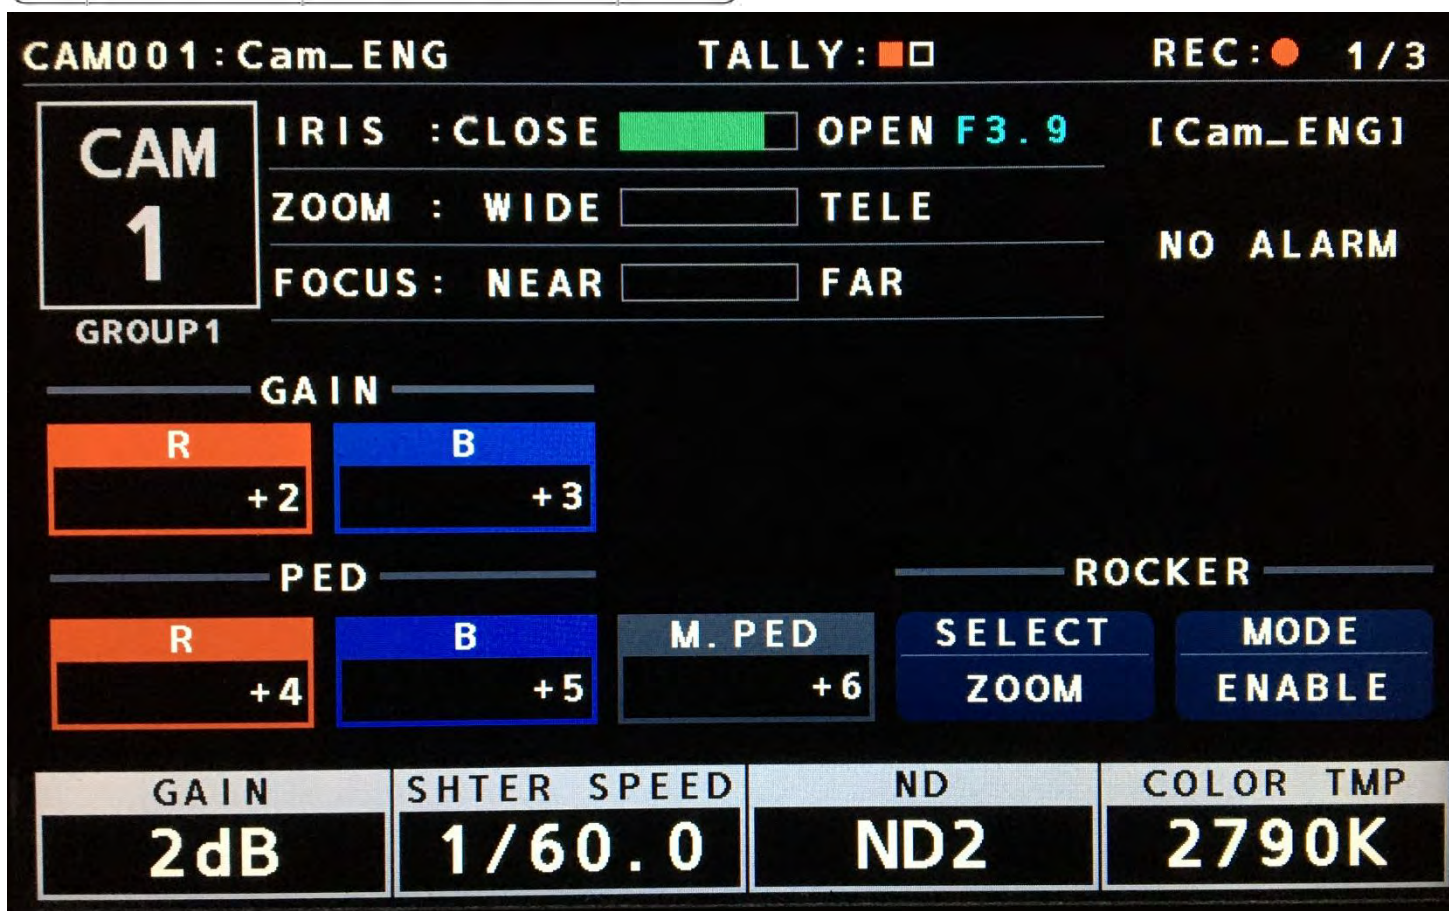 CAM001:Cam_ENG TALLY: REC: 1/3
CAM
1
GROUP1
IRIS :CLOSE OPEN F3.9
ZOOM : WIDE TELE
FOCUS: NEAR FAR
[Cam_ENG]
NO ALARM
GAIN
R B
+2 +3
PED
R B M.PED
+4 +5 +6
ROCKER
SELECT MODE
ZOOM ENABLE
GAIN SHTER SPEED ND COLOR TMP
2dB 1/60.0 ND2 2790K